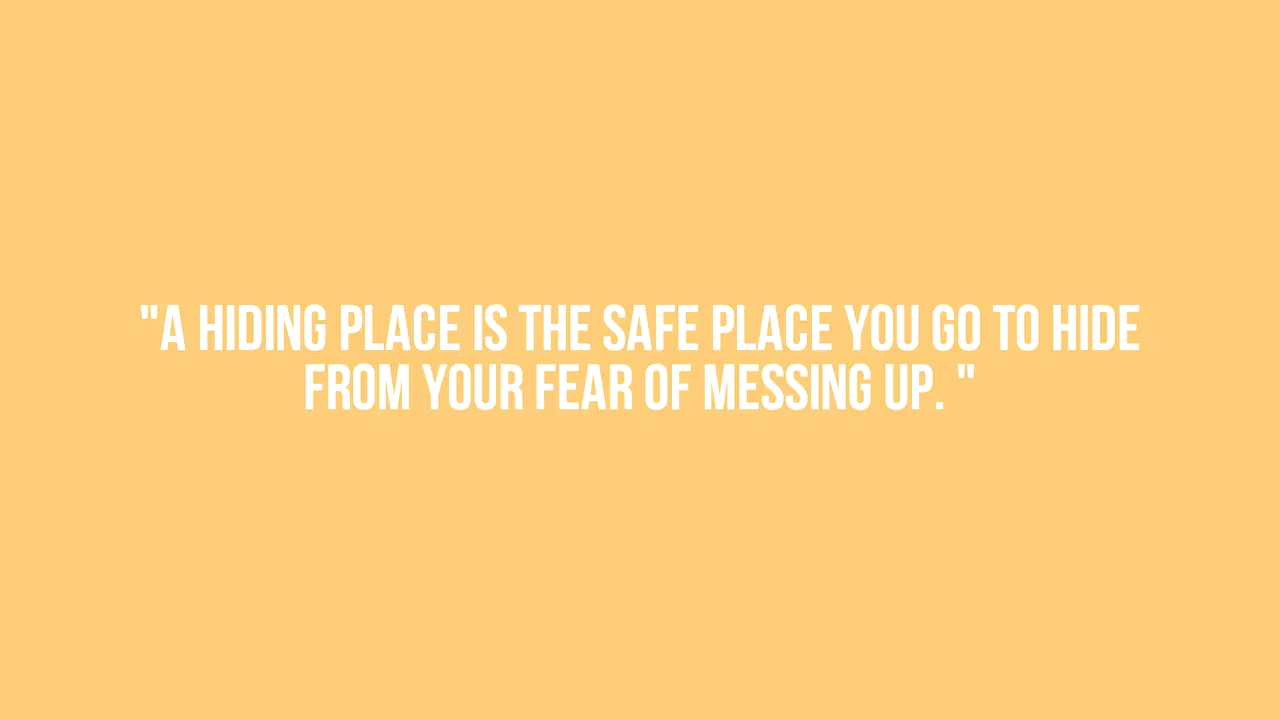 "A HIDING PLACE IS THE SAFE PLACE YOU GO TO HIDE
FROM YOUR FEAR OF MESSING UP. "